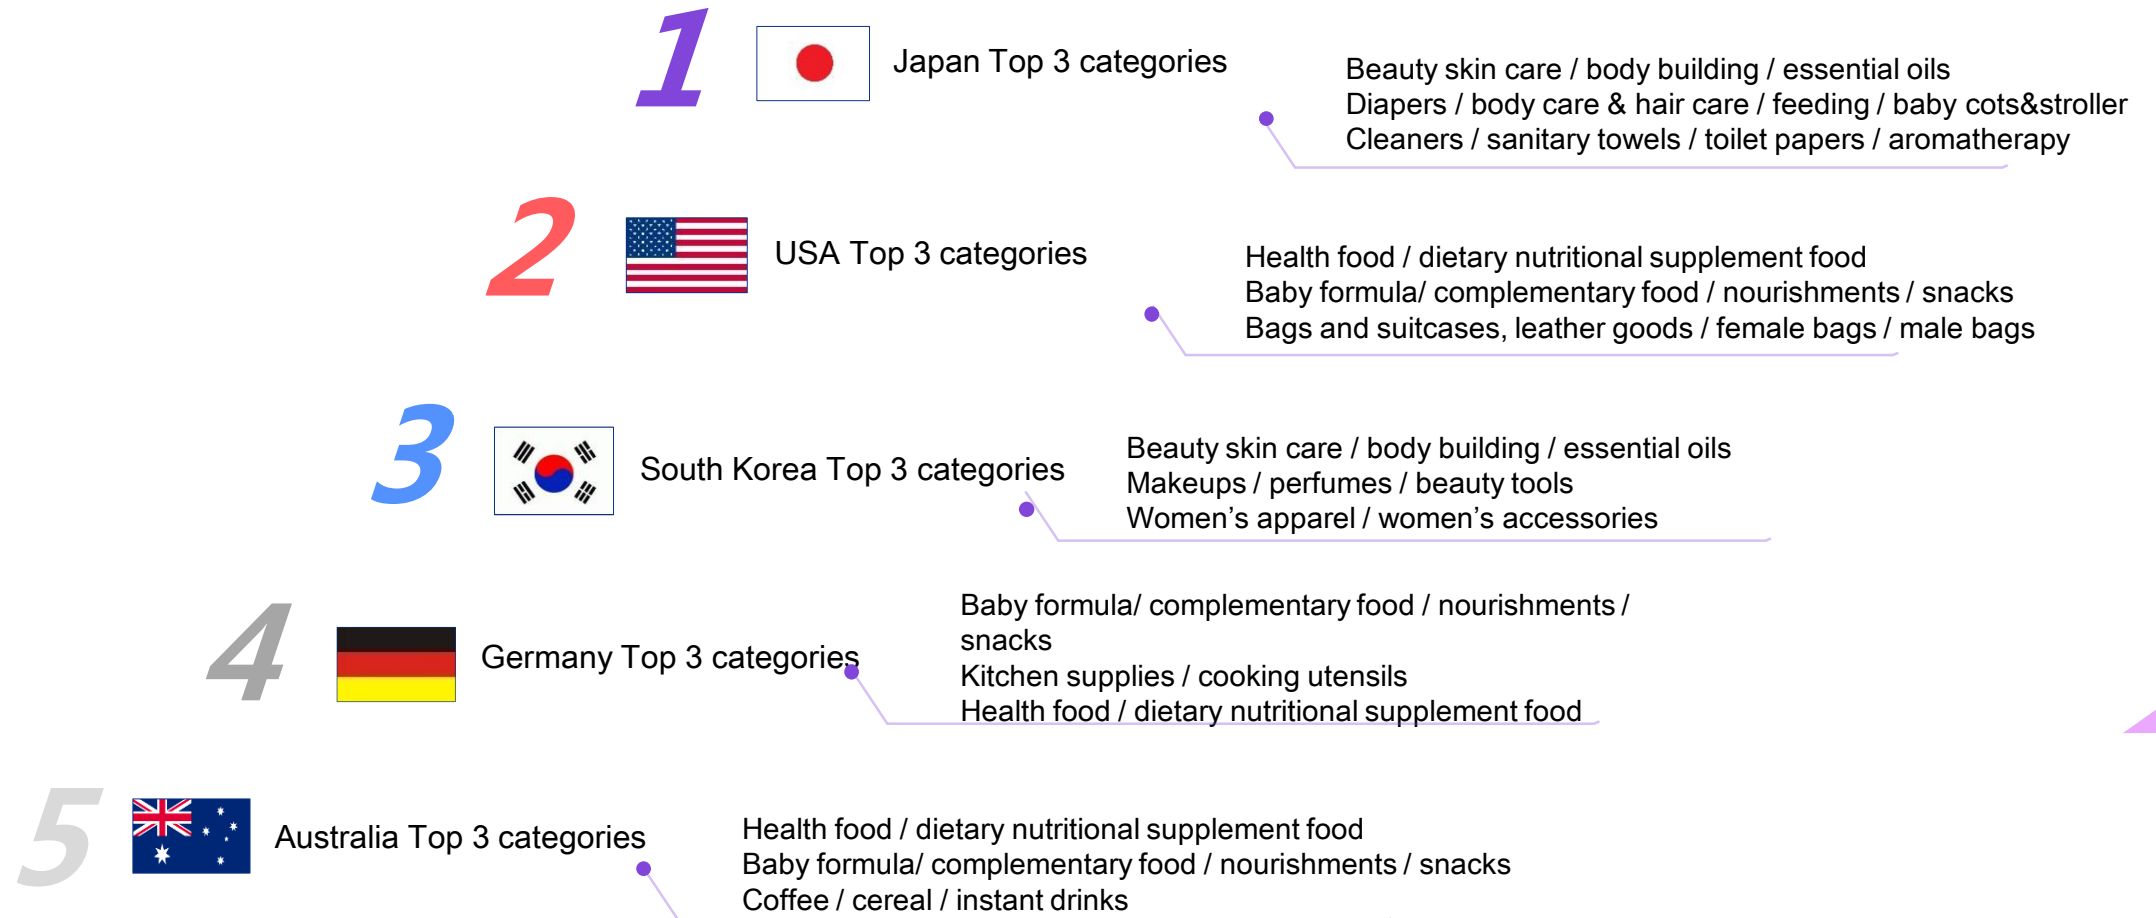 1
Japan Top 3 categories
Beauty skin care / body building / essential oils
Diapers / body care & hair care / feeding / baby cots&stroller
Cleaners / sanitary towels / toilet papers / aromatherapy
2
USA Top 3 categories
Health food / dietary nutritional supplement food
Baby formula/ complementary food / nourishments / snacks
Bags and suitcases, leather goods / female bags / male bags
3
South Korea Top 3 categories
Beauty skin care / body building / essential oils
Makeups / perfumes / beauty tools
Women’s apparel / women’s accessories
4
Germany Top 3 categories
Baby formula/ complementary food / nourishments /
snacks
Kitchen supplies / cooking utensils
Health food / dietary nutritional supplement food
5
Australia Top 3 categories
Health food / dietary nutritional supplement food
Baby formula/ complementary food / nourishments / snacks
Coffee / cereal / instant drinks